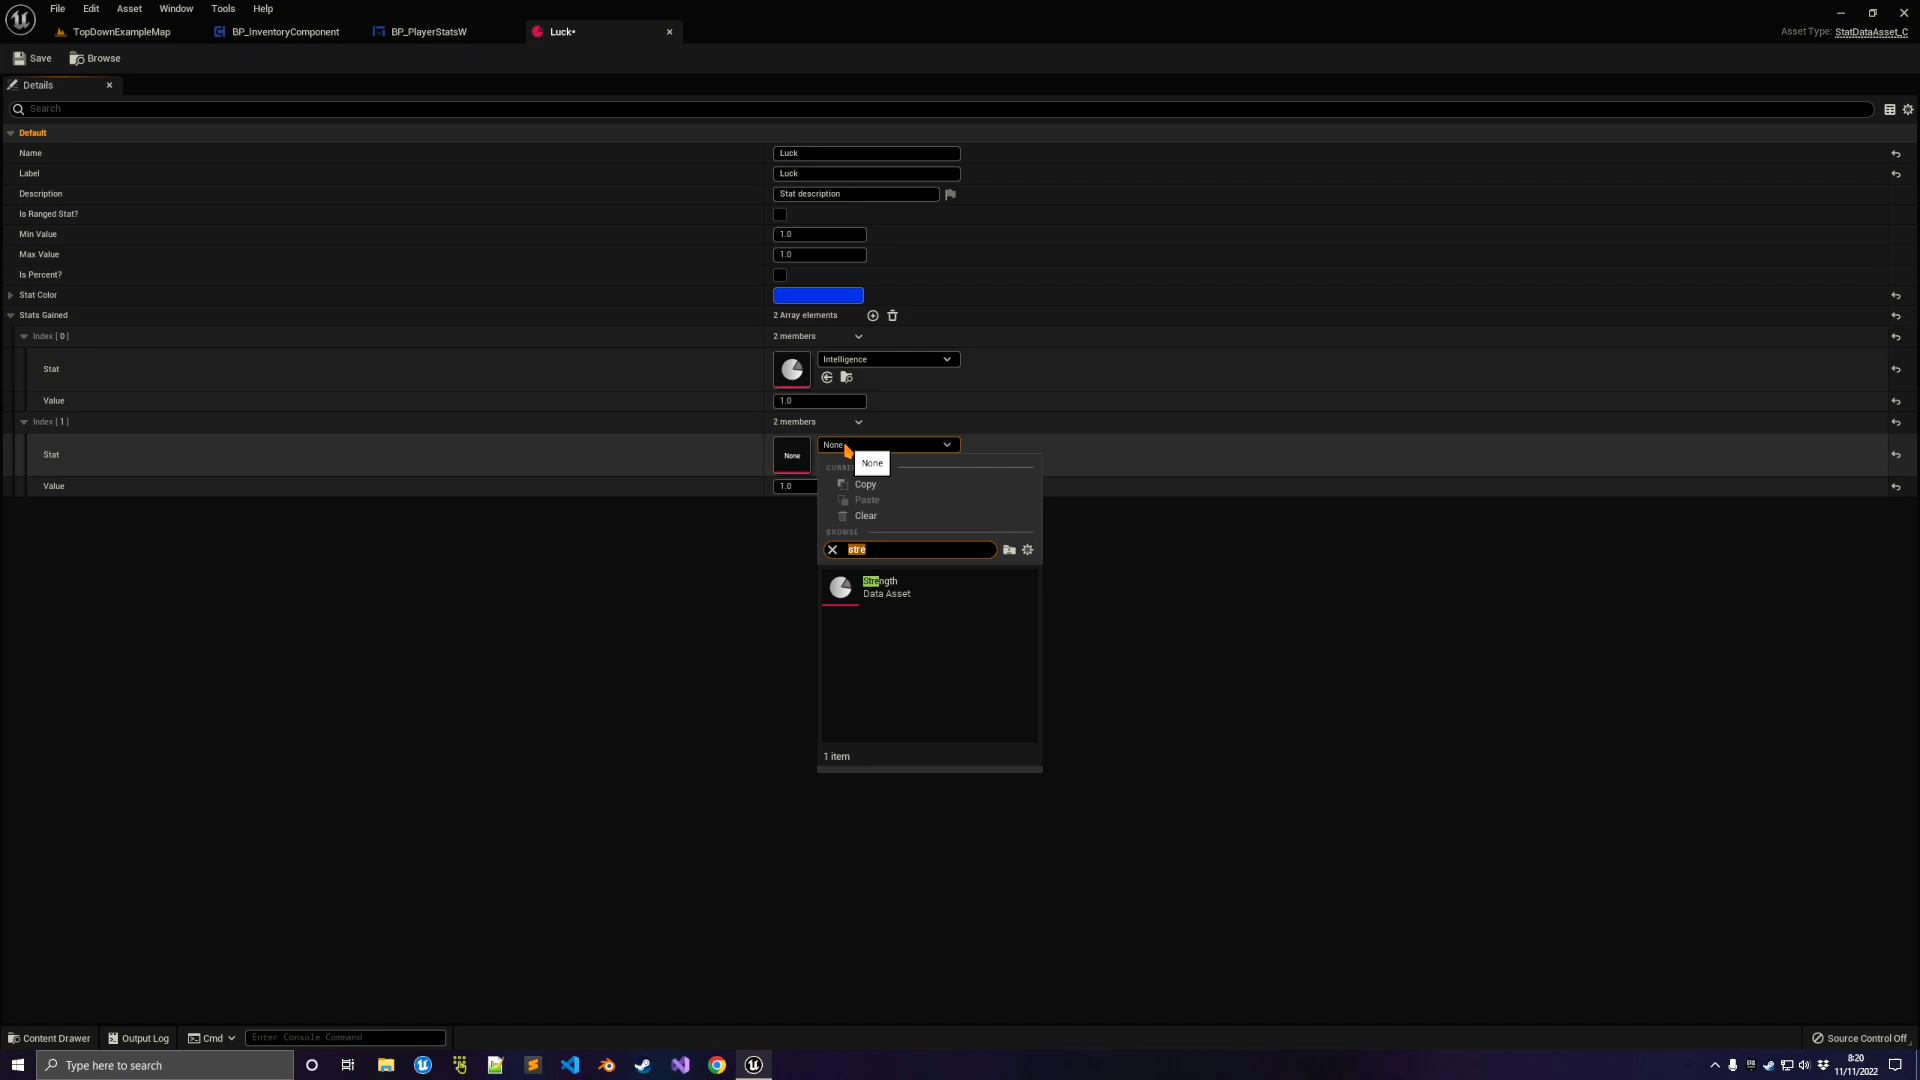 File Edit Asset Window Tools Help
TopDownExampleMap BP_InventoryComponent BP_PlayerStatsW Luck*
Asset Type: StatDataAsset_C
Save Browse
Details
Search
Default
Name Luck
Label Luck
Description Stat description
Is Ranged Stat?
Min Value 1.0
Max Value 1.0
Is Percent?
Stat Color
Stats Gained 2 Array elements
Index [ 0 ] 2 members
Stat Intelligence
Value 1.0
Index [ 1 ] 2 members
Stat None None
None
Value 1.0
Copy
Paste
Clear
BROWSE
stre
Strength
Data Asset
1 item
Content Drawer Output Log Cmd Enter Console Command Source Control Off
Type here to search
8:20
11/11/2022